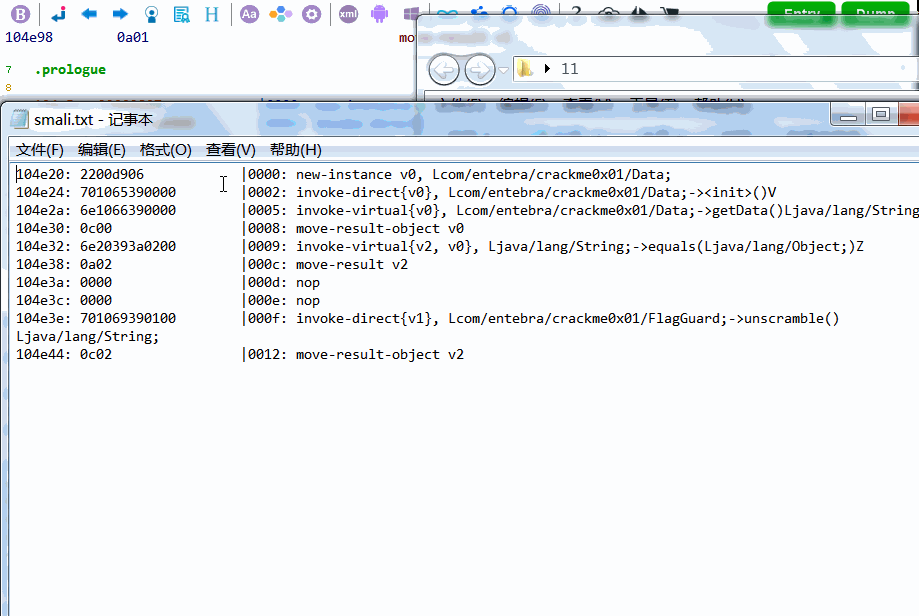 B H Aa xml ?
Entry Dump
104e98 0a01 mo
7 .prologue
8
11
smali.txt - 记事本
文件(F) 编辑(E) 格式(O) 查看(V) 帮助(H)
104e20: 2200d906 |0000: new-instance v0, Lcom/entebra/crackme0x01/Data;
104e24: 701065390000 |0002: invoke-direct{v0}, Lcom/entebra/crackme0x01/Data;-><init>()V
104e2a: 6e1066390000 |0005: invoke-virtual{v0}, Lcom/entebra/crackme0x01/Data;->getData()Ljava/lang/String
104e30: 0c00 |0008: move-result-object v0
104e32: 6e20393a0200 |0009: invoke-virtual{v2, v0}, Ljava/lang/String;->equals(Ljava/lang/Object;)Z
104e38: 0a02 |000c: move-result v2
104e3a: 0000 |000d: nop
104e3c: 0000 |000e: nop
104e3e: 701069390100 |000f: invoke-direct{v1}, Lcom/entebra/crackme0x01/FlagGuard;->unscramble()
Ljava/lang/String;
104e44: 0c02 |0012: move-result-object v2